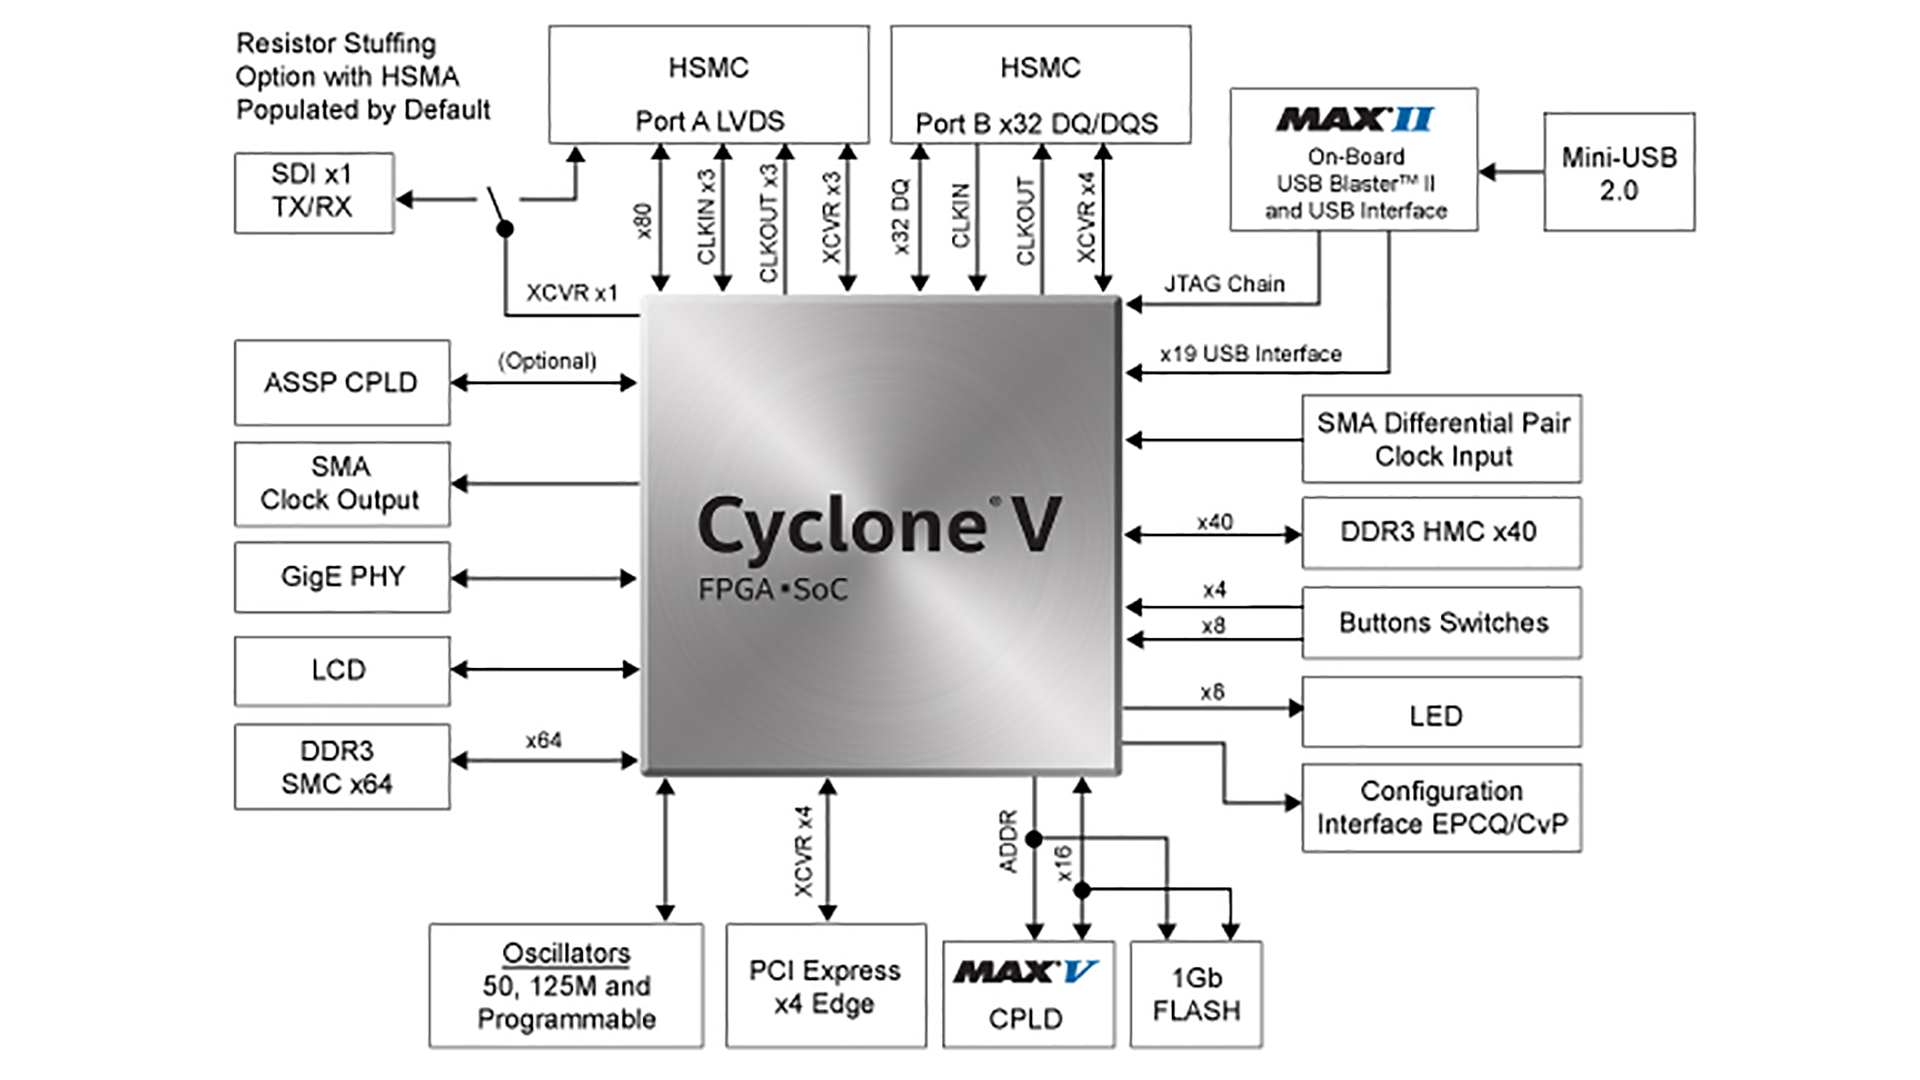 Resistor Stuffing
Option with HSMA
Populated by Default
HSMC
Port A LVDS
HSMC
Port B x32 DQ/DQS
MAX® II
On-Board
USB Blaster™ II
and USB Interface
Mini-USB
2.0
SDI x1
TX/RX
x80
CLKIN x3
CLKOUT x3
XCVR x3
x32 DQ
CLKIN
CLKOUT
XCVR x4
XCVR x1
JTAG Chain
x19 USB Interface
ASSP CPLD
(Optional)
SMA
Clock Output
GigE PHY
LCD
DDR3
SMC x64
x64
Cyclone® V
FPGA ▪ SoC
SMA Differential Pair
Clock Input
x40
DDR3 HMC x40
x4
x8
Buttons Switches
x6
LED
Configuration
Interface EPCQ/CvP
XCVR x4
ADDR
x16
Oscillators
50, 125M and
Programmable
PCI Express
x4 Edge
MAX® V
CPLD
1Gb
FLASH